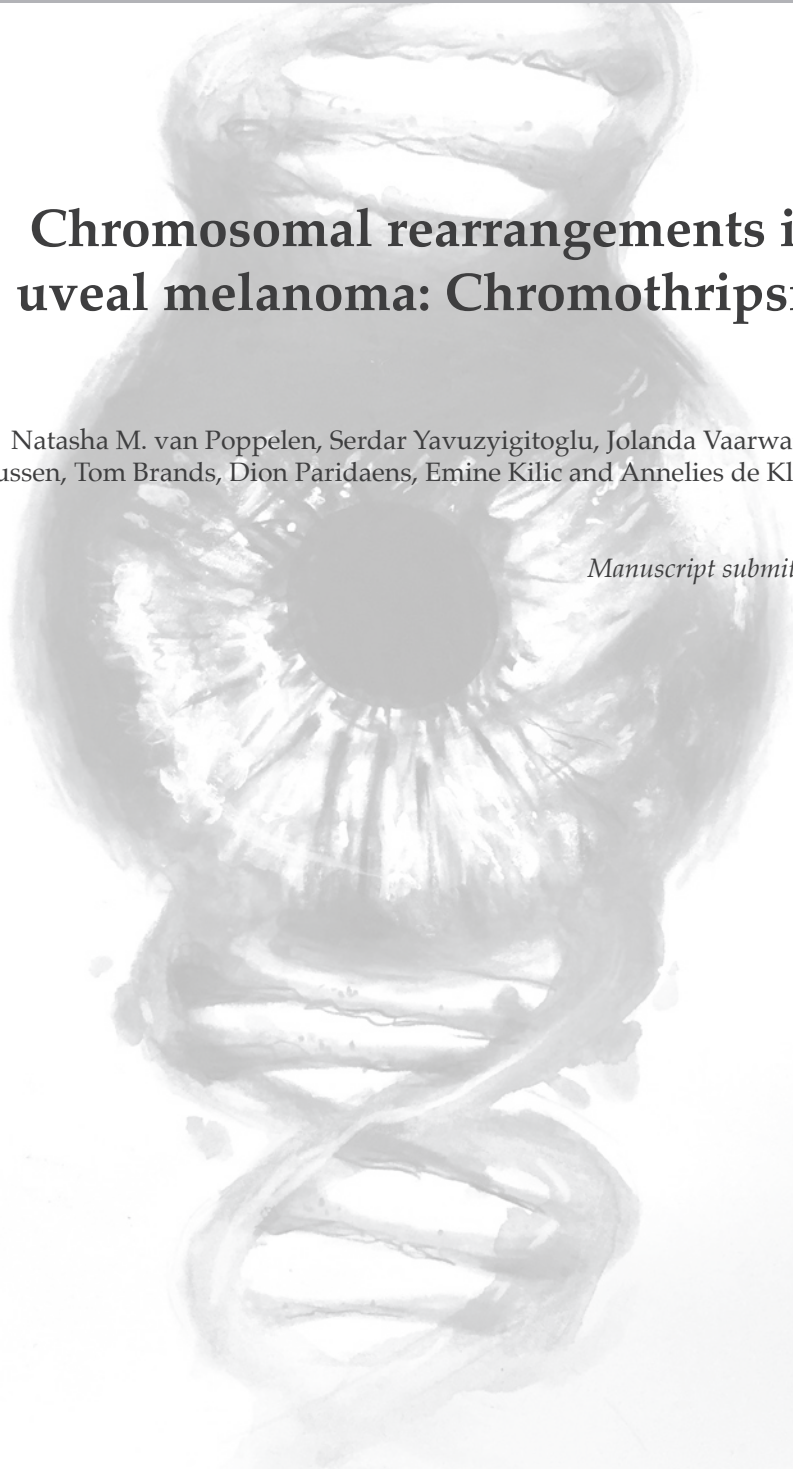 Chromosomal rearrangements i
uveal melanoma: Chromothripsi
Natasha M. van Poppelen, Serdar Yavuzyigitoglu, Jolanda Vaarwa
ussen, Tom Brands, Dion Paridaens, Emine Kilic and Annelies de Kl
Manuscript submit